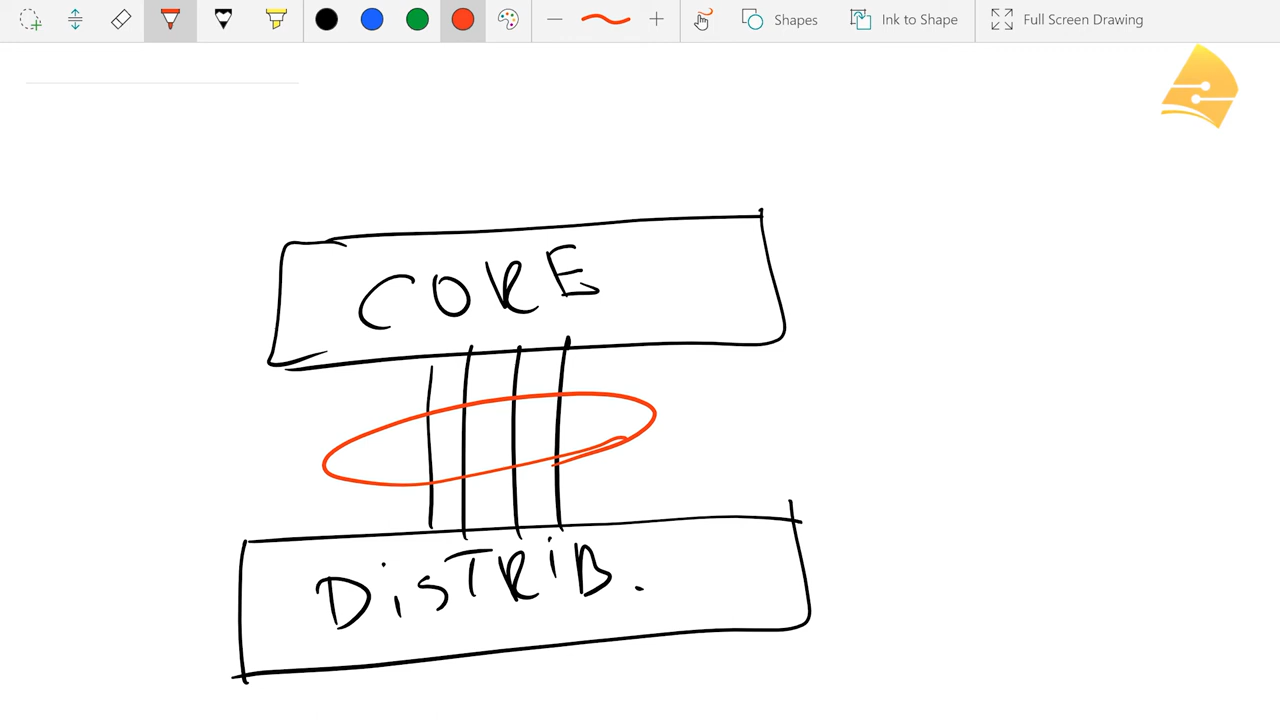 Shapes
Ink to Shape
Full Screen Drawing
CORE
DiSTRiB.